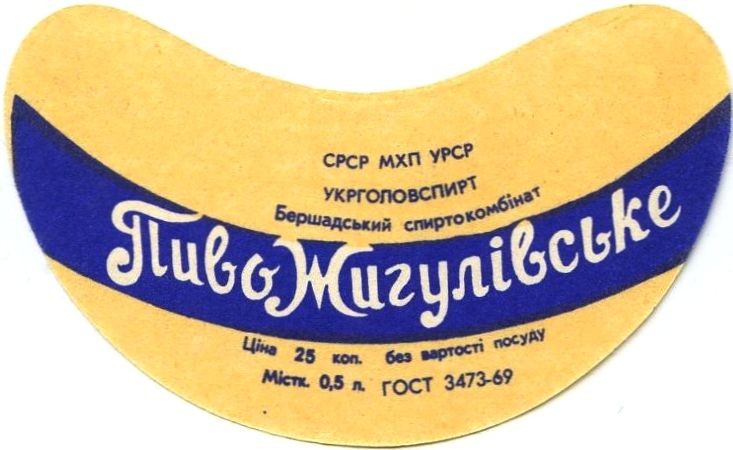 СРСР МХП УРСР
УКРГОЛОВСПИРТ
Бершадський спиртокомбінат
Пиво Жигулівське
Ціна 25 коп. без вартості посуду
Містк. 0,5 л. ГОСТ 3473-69